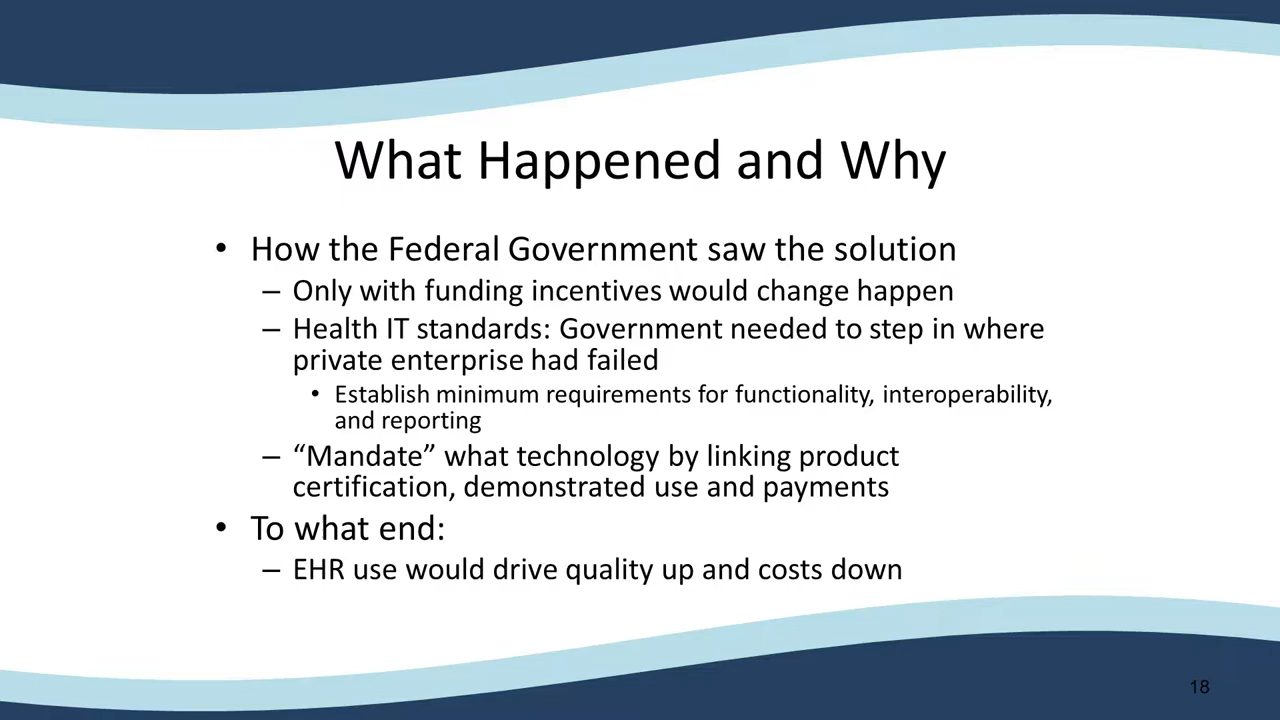 What Happened and Why
• How the Federal Government saw the solution
– Only with funding incentives would change happen
– Health IT standards: Government needed to step in where
private enterprise had failed
• Establish minimum requirements for functionality, interoperability,
and reporting
– “Mandate” what technology by linking product
certification, demonstrated use and payments
• To what end:
– EHR use would drive quality up and costs down
18